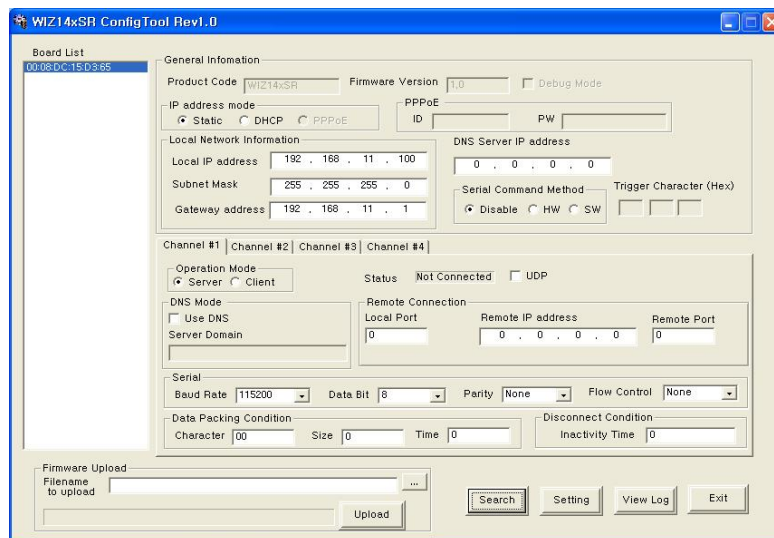 WIZ14xSR ConfigTool Rev1.0
Board List
00:08:DC:15:D3:65
General Infomation
Product Code WIZ14xSR Firmware Version 1,0 Debug Mode
IP address mode
Static DHCP PPPoE
PPPoE
ID PW
Local Network Information
Local IP address 192 . 168 . 11 . 100
Subnet Mask 255 . 255 . 255 . 0
Gateway address 192 . 168 . 11 . 1
DNS Server IP address
0 . 0 . 0 . 0
Serial Command Method
Disable HW SW
Trigger Character (Hex)
Channel #1 Channel #2 Channel #3 Channel #4
Operation Mode
Server Client
Status Not Connected UDP
DNS Mode
Use DNS
Server Domain
Remote Connection
Local Port Remote IP address Remote Port
0 0 . 0 . 0 . 0 0
Serial
Baud Rate 115200 Data Bit 8 Parity None Flow Control None
Data Packing Condition
Character 00 Size 0 Time 0
Disconnect Condition
Inactivity Time 0
Firmware Upload
Filename
to upload ...
Upload
Search Setting View Log Exit